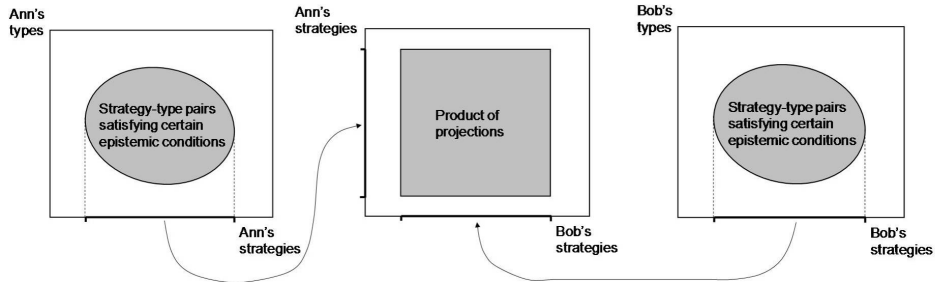 Ann's
types
Strategy-type pairs
satisfying certain
epistemic conditions
Ann's
strategies
Ann's
strategies
Product of
projections
Bob's
strategies
Bob's
types
Strategy-type pairs
satisfying certain
epistemic conditions
Bob's
strategies